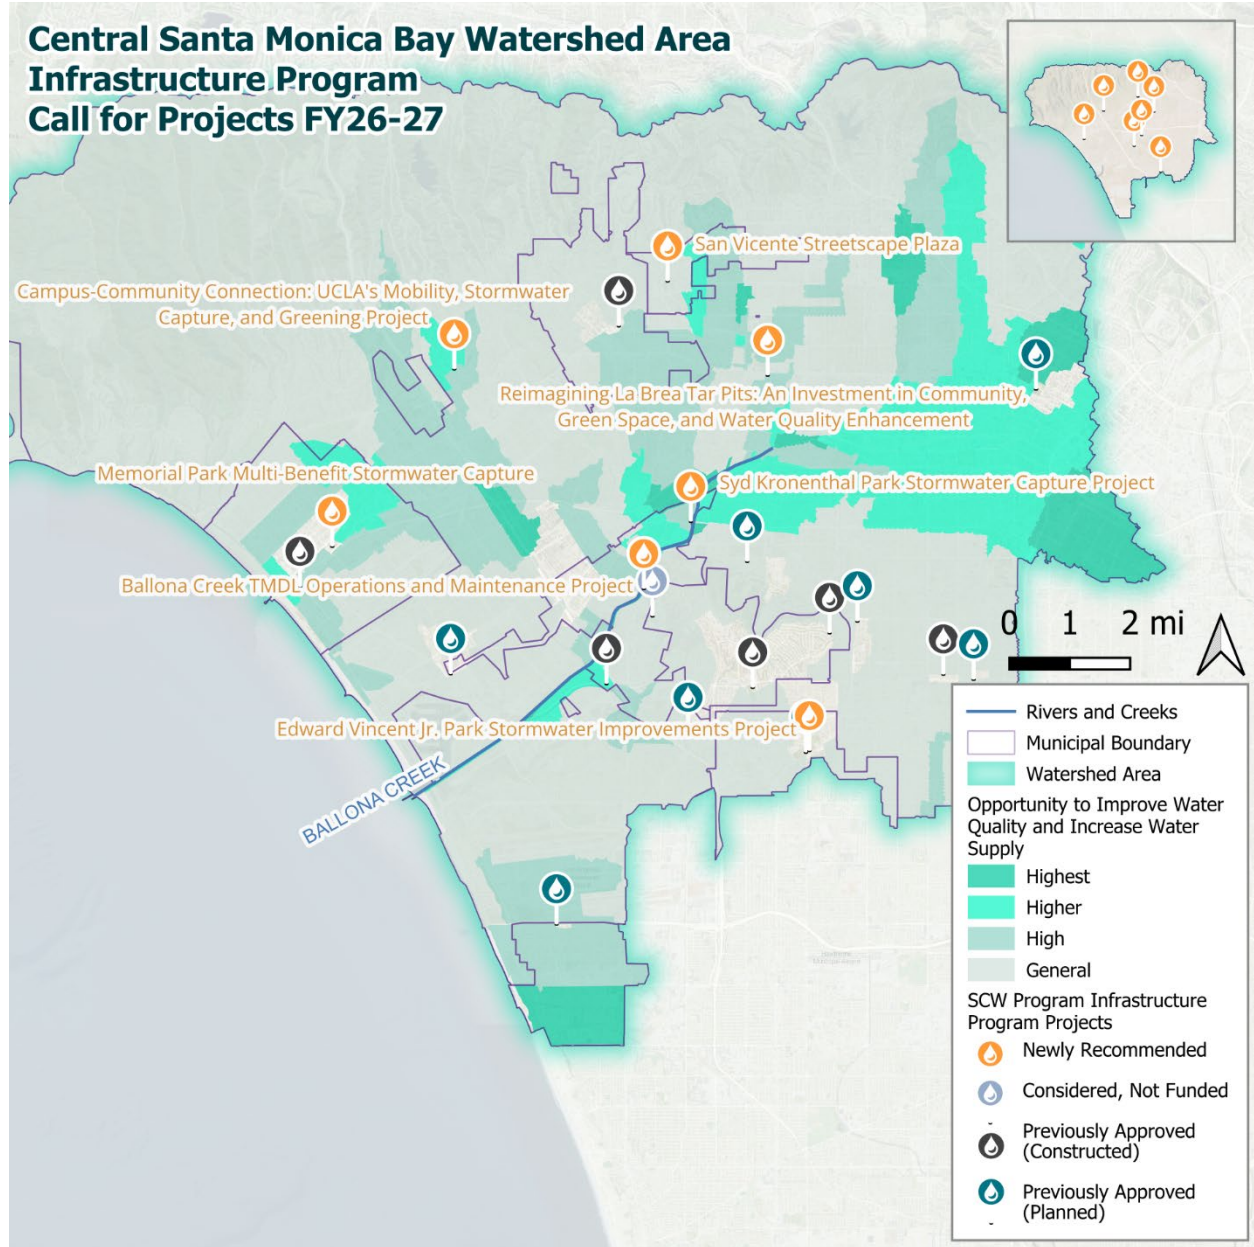 Central Santa Monica Bay Watershed Area
Infrastructure Program
Call for Projects FY26-27
San Vicente Streetscape Plaza
Campus-Community Connection: UCLA's Mobility, Stormwater
Capture, and Greening Project
Reimagining La Brea Tar Pits: An Investment in Community,
Green Space, and Water Quality Enhancement
Memorial Park Multi-Benefit Stormwater Capture
Syd Kronenthal Park Stormwater Capture Project
Ballona Creek TMDL Operations and Maintenance Project
Edward Vincent Jr. Park Stormwater Improvements Project
BALLONA CREEK
0 1 2 mi
Rivers and Creeks
Municipal Boundary
Watershed Area
Opportunity to Improve Water
Quality and Increase Water
Supply
Highest
Higher
High
General
SCW Program Infrastructure
Program Projects
Newly Recommended
Considered, Not Funded
Previously Approved
(Constructed)
Previously Approved
(Planned)